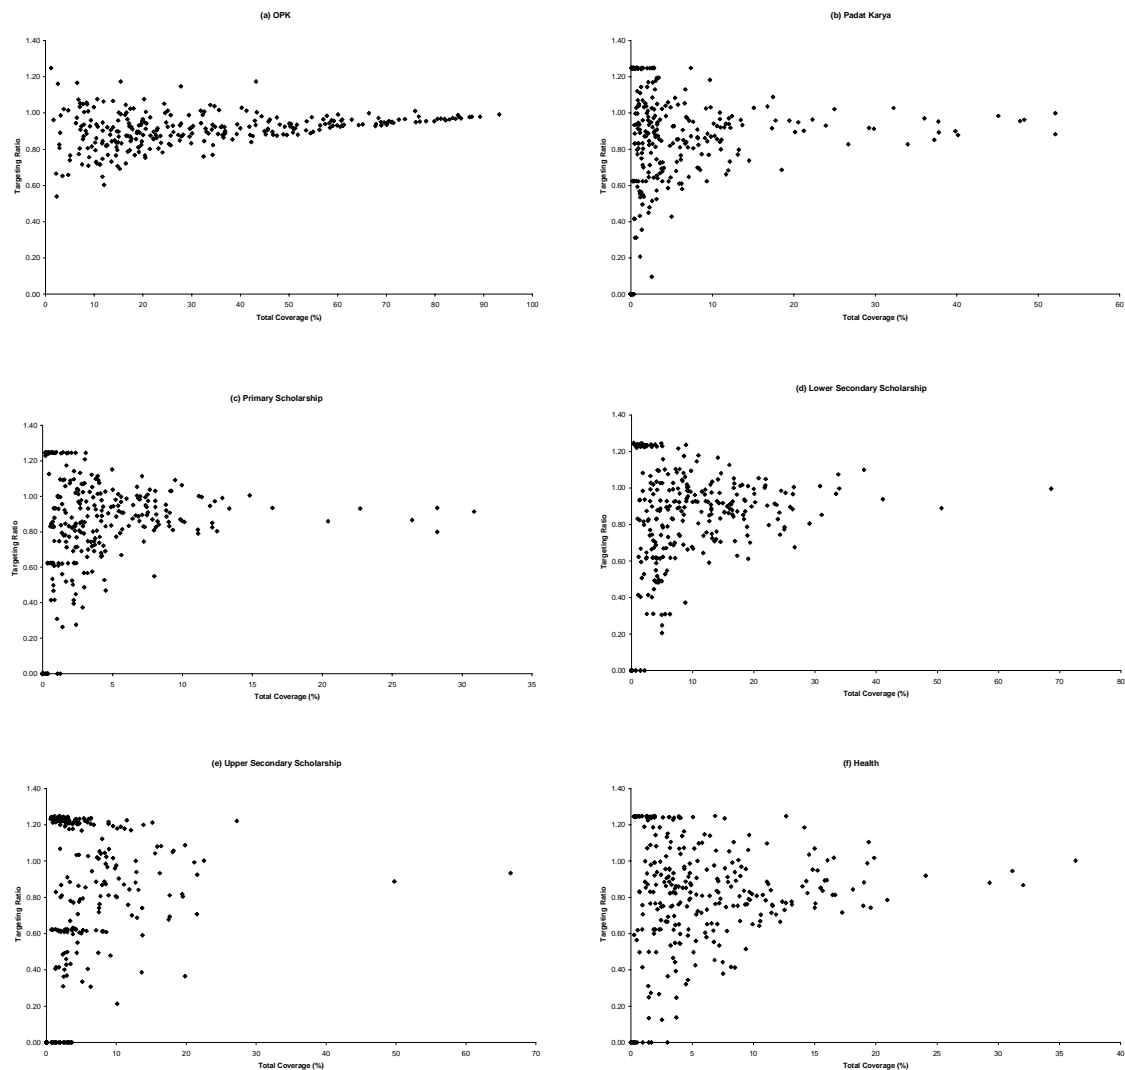 (a) OPK
1.40
1.20
1.00
0.80
0.60
0.40
0.20
0.00
Targeting Ratio
0 10 20 30 40 50 60 70 80 90 100
Total Coverage (%)
(b) Padat Karya
1.40
1.20
1.00
0.80
0.60
0.40
0.20
0.00
Targeting Ratio
0 10 20 30 40 50 60
Total Coverage (%)
(c) Primary Scholarship
1.40
1.20
1.00
0.80
0.60
0.40
0.20
0.00
Targeting Ratio
0 5 10 15 20 25 30 35
Total Coverage (%)
(d) Lower Secondary Scholarship
1.40
1.20
1.00
0.80
0.60
0.40
0.20
0.00
Targeting Ratio
0 10 20 30 40 50 60 70 80
Total Coverage (%)
(e) Upper Secondary Scholarship
1.40
1.20
1.00
0.80
0.60
0.40
0.20
0.00
Targeting Ratio
0 10 20 30 40 50 60 70
Total Coverage (%)
(f) Health
1.40
1.20
1.00
0.80
0.60
0.40
0.20
0.00
Targeting Ratio
0 5 10 15 20 25 30 35 40
Total Coverage (%)